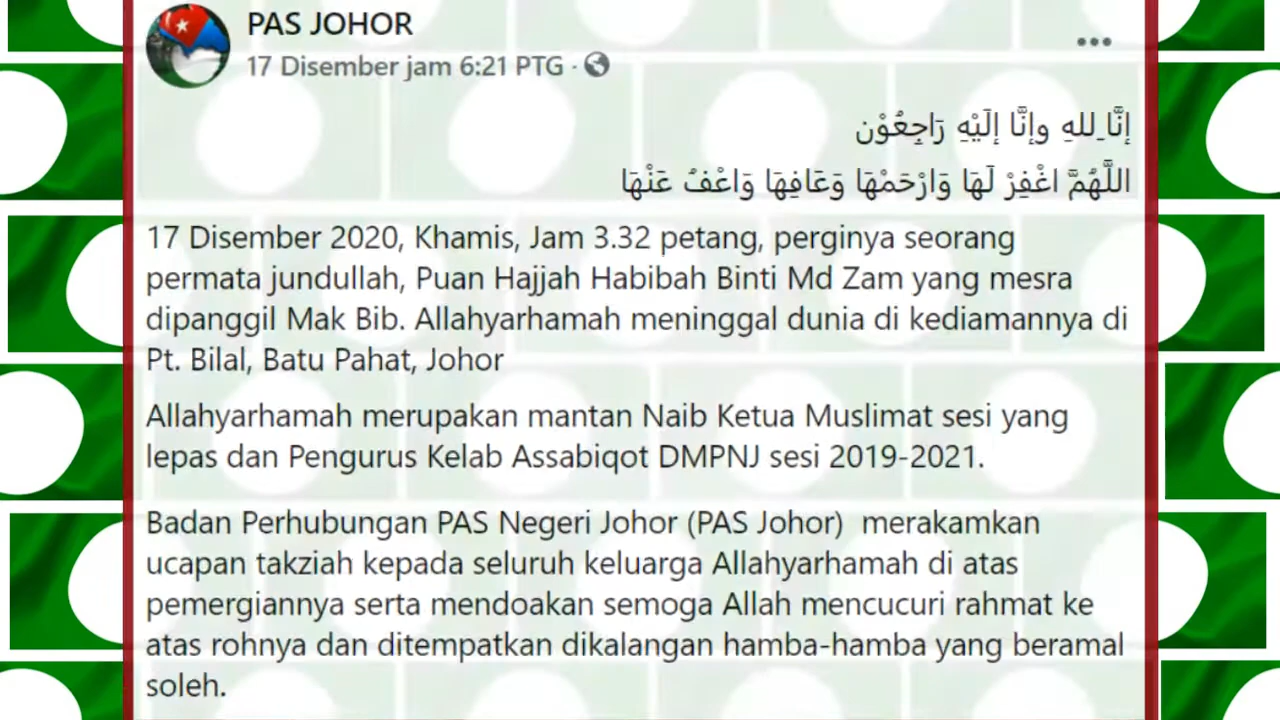 PAS JOHOR
17 Disember jam 6:21 PTG ·
إنَّا ِللهِ وإنَّا إلَيْهِ رَاجِعُوْن
اللَّهُمَّ اغْفِرْ لَهَا وَارْحَمْهَا وَعَافِهَا وَاعْفُ عَنْهَا
17 Disember 2020, Khamis, Jam 3.32 petang, perginya seorang
permata jundullah, Puan Hajjah Habibah Binti Md Zam yang mesra
dipanggil Mak Bib. Allahyarhamah meninggal dunia di kediamannya di
Pt. Bilal, Batu Pahat, Johor
Allahyarhamah merupakan mantan Naib Ketua Muslimat sesi yang
lepas dan Pengurus Kelab Assabiqot DMPNJ sesi 2019-2021.
Badan Perhubungan PAS Negeri Johor (PAS Johor)  merakamkan
ucapan takziah kepada seluruh keluarga Allahyarhamah di atas
pemergiannya serta mendoakan semoga Allah mencucuri rahmat ke
atas rohnya dan ditempatkan dikalangan hamba-hamba yang beramal
soleh.